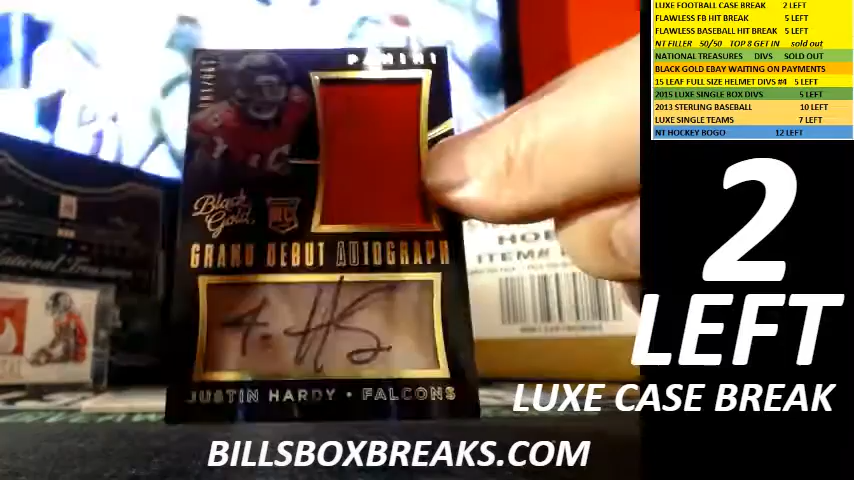 PANINI
Black Gold RC
GRAND DEBUT AUTOGRAPH
JUSTIN HARDY • FALCONS
National Treasures
ITEM#
LUXE FOOTBALL CASE BREAK 2 LEFT
FLAWLESS FB HIT BREAK 5 LEFT
FLAWLESS BASEBALL HIT BREAK 5 LEFT
NT FILLER 50/50 TOP 8 GET IN sold out
NATIONAL TREASURES DIVS SOLD OUT
BLACK GOLD EBAY WAITING ON PAYMENTS
15 LEAF FULL SIZE HELMET DIVS #4 5 LEFT
2015 LUXE SINGLE BOX DIVS 5 LEFT
2013 STERLING BASEBALL 10 LEFT
LUXE SINGLE TEAMS 7 LEFT
NT HOCKEY BOGO 12 LEFT
2
LEFT
LUXE CASE BREAK
BILLSBOXBREAKS.COM